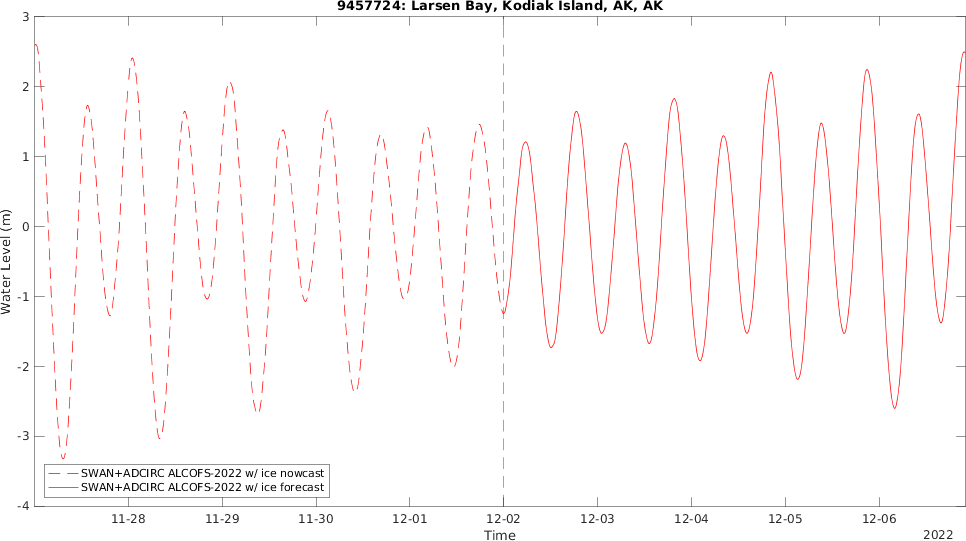 9457724: Larsen Bay, Kodiak Island, AK, AK
3
2
1
0
-1
-2
-3
-4
Water Level (m)
SWAN+ADCIRC ALCOFS-2022 w/ ice nowcast
SWAN+ADCIRC ALCOFS-2022 w/ ice forecast
11-28 11-29 11-30 12-01 12-02 12-03 12-04 12-05 12-06
Time
2022